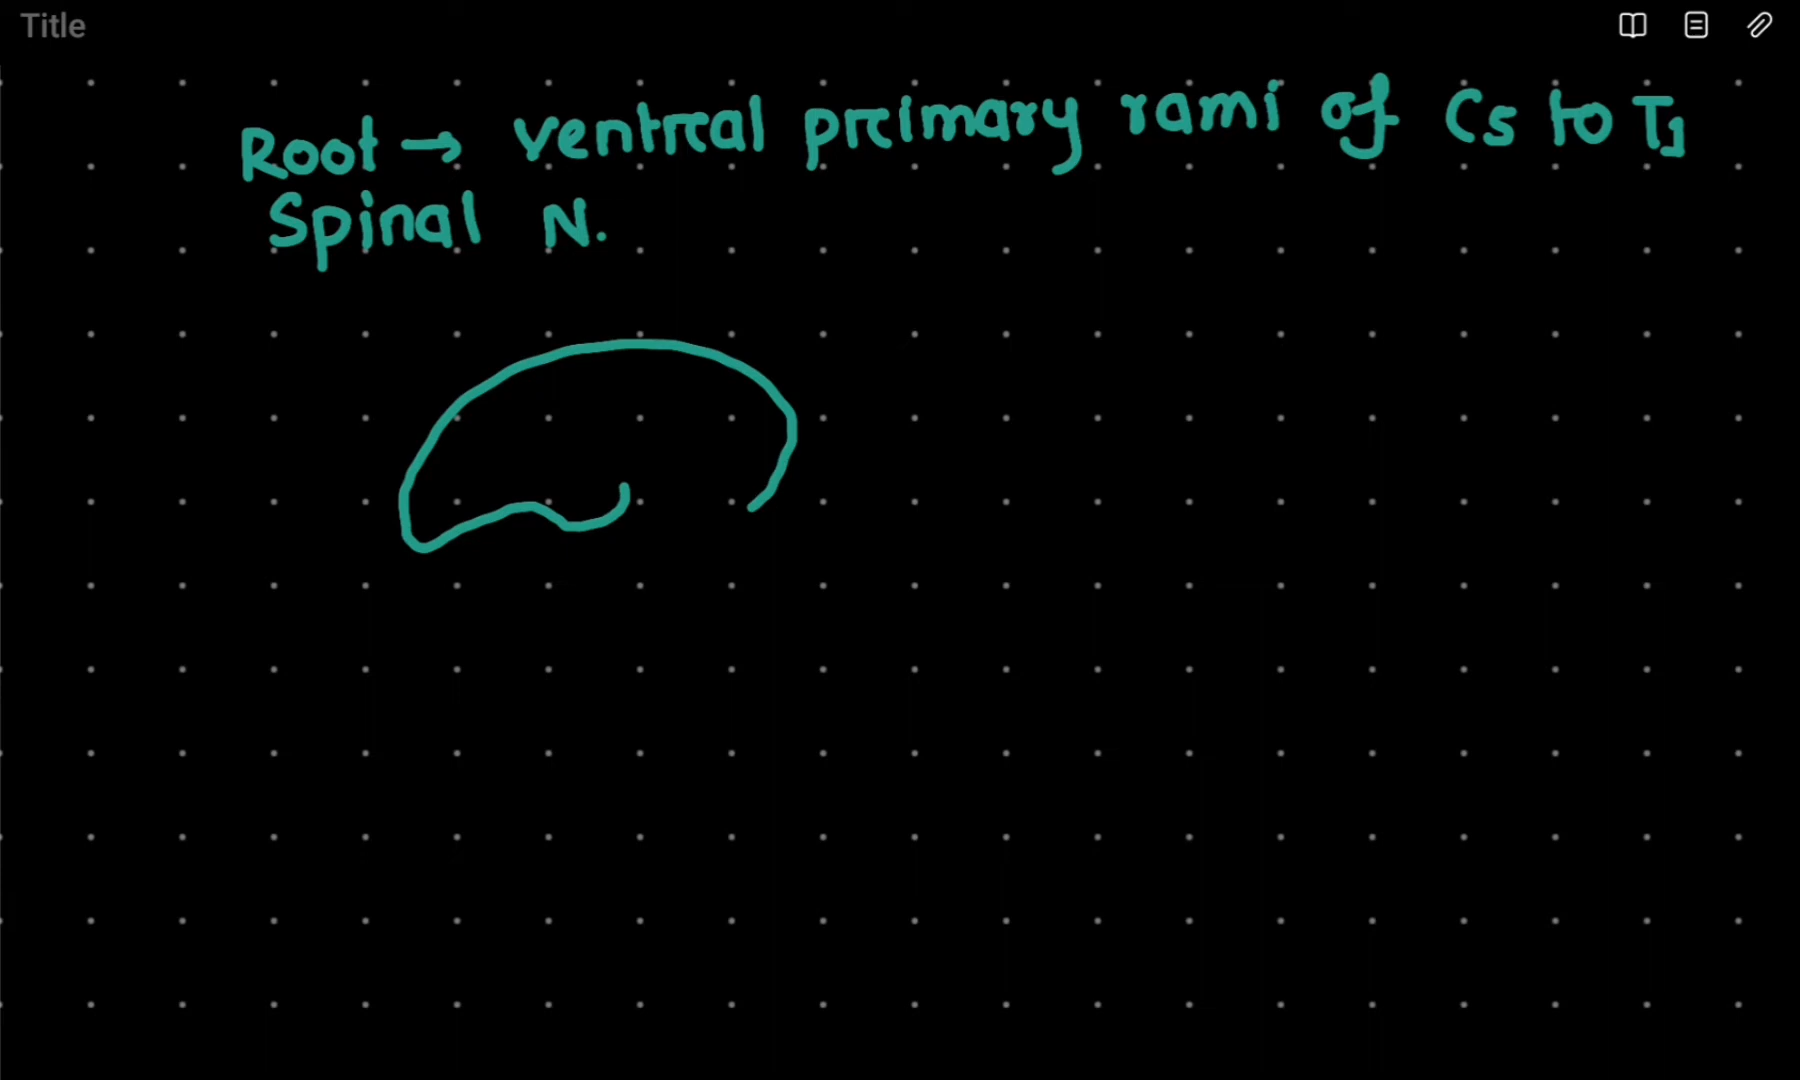 Title
Root → ventral primary rami of C5 to T1
Spinal N.